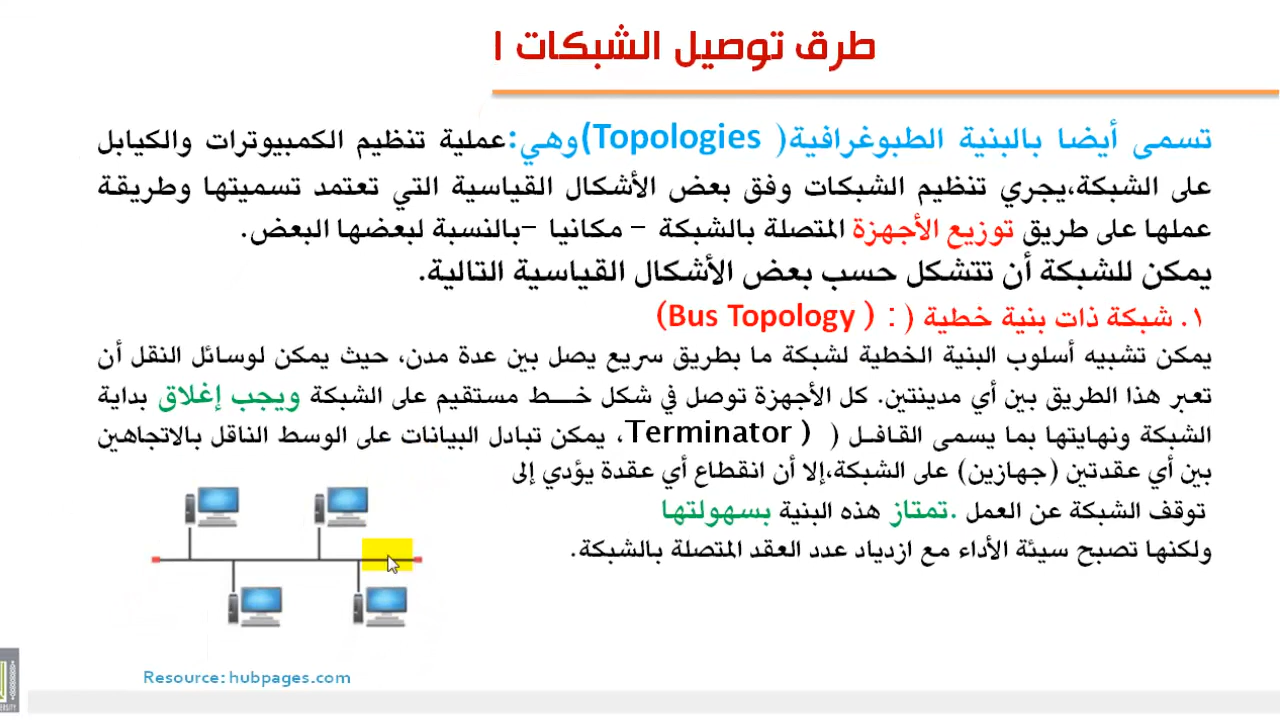 طرق توصيل الشبكات ١
تسمى أيضا بالبنية الطبوغرافية( Topologies)وهي:عملية تنظيم الكمبيوترات والكيابل
على الشبكة،يجري تنظيم الشبكات وفق بعض الأشكال القياسية التي تعتمد تسميتها وطريقة
عملها على طريق توزيع الأجهزة المتصلة بالشبكة – مكانيا –بالنسبة لبعضها البعض.
يمكن للشبكة أن تتشكل حسب بعض الأشكال القياسية التالية.
١. شبكة ذات بنية خطية ( : ( Bus Topology)
يمكن تشبيه أسلوب البنية الخطية لشبكة ما بطريق سريع يصل بين عدة مدن، حيث يمكن لوسائل النقل أن
تعبر هذا الطريق بين أي مدينتين. كل الأجهزة توصل في شكل خـــط مستقيم على الشبكة ويجب إغلاق بداية
الشبكة ونهايتها بما يسمى القافـل ( Terminator )، يمكن تبادل البيانات على الوسط الناقل بالاتجاهين
بين أي عقدتين (جهازين) على الشبكة،إلا أن انقطاع أي عقدة يؤدي إلى
توقف الشبكة عن العمل .تمتاز هذه البنية بسهولتها
ولكنها تصبح سيئة الأداء مع ازدياد عدد العقد المتصلة بالشبكة.
Resource: hubpages.com